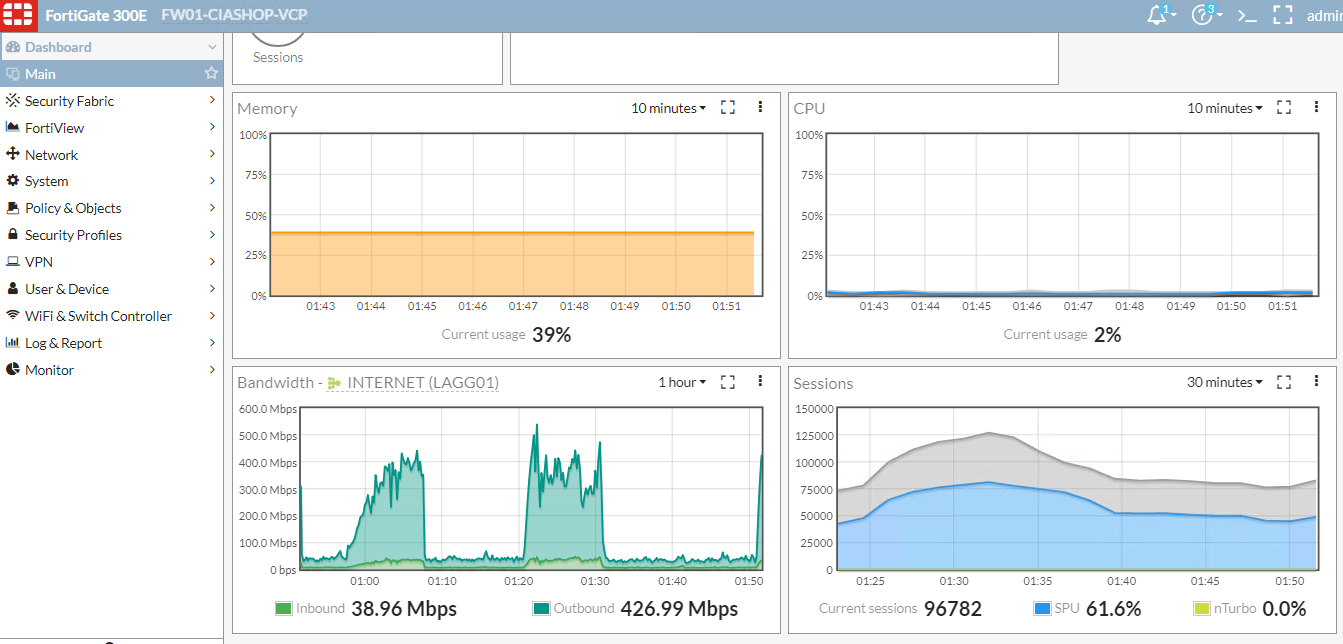 FortiGate 300E FW01-CIASHOP-VCP 1 3 admin
Dashboard
Main
Security Fabric
FortiView
Network
System
Policy & Objects
Security Profiles
VPN
User & Device
WiFi & Switch Controller
Log & Report
Monitor
Sessions
Memory 10 minutes
100%
75%
50%
25%
0%
01:43 01:44 01:45 01:46 01:47 01:48 01:49 01:50 01:51
Current usage 39%
CPU 10 minutes
100%
75%
50%
25%
0%
01:43 01:44 01:45 01:46 01:47 01:48 01:49 01:50 01:51
Current usage 2%
Bandwidth - INTERNET (LAGG01) 1 hour
600.0 Mbps
500.0 Mbps
400.0 Mbps
300.0 Mbps
200.0 Mbps
100.0 Mbps
0 bps
01:00 01:10 01:20 01:30 01:40 01:50
Inbound 38.96 Mbps Outbound 426.99 Mbps
Sessions 30 minutes
150000
125000
100000
75000
50000
25000
0
01:25 01:30 01:35 01:40 01:45 01:50
Current sessions 96782 SPU 61.6% nTurbo 0.0%